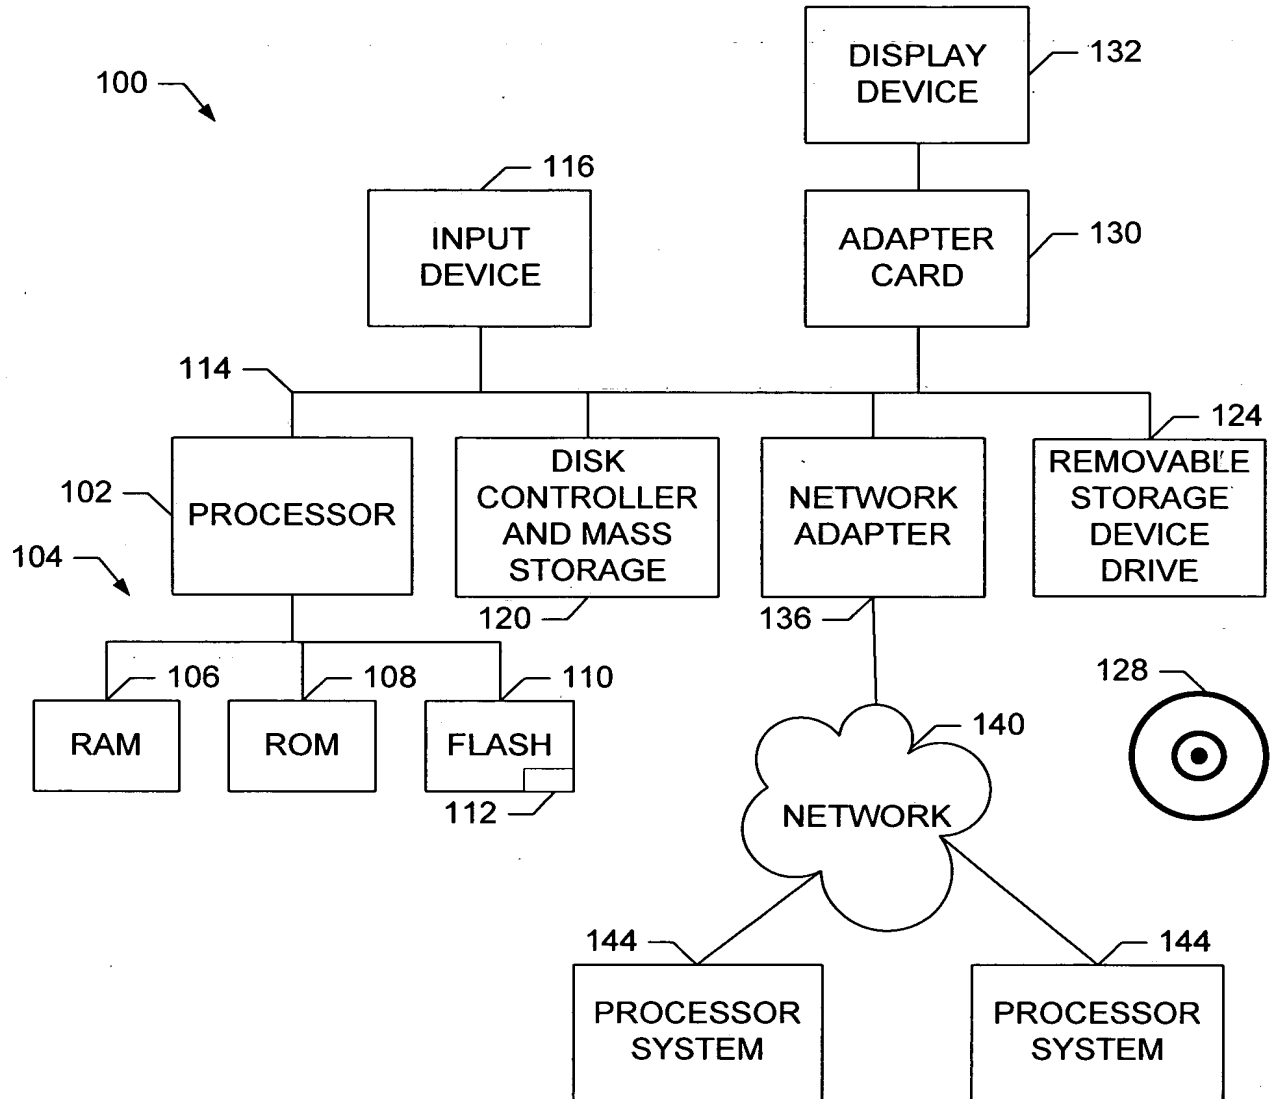 DISPLAY
DEVICE
132
100
116
INPUT
DEVICE
ADAPTER
CARD
130
114
124
102
PROCESSOR
DISK
CONTROLLER
AND MASS
STORAGE
NETWORK
ADAPTER
REMOVABLE
STORAGE
DEVICE
DRIVE
104
120
136
106
108
110
128
RAM
ROM
FLASH
112
140
NETWORK
144
144
PROCESSOR
SYSTEM
PROCESSOR
SYSTEM